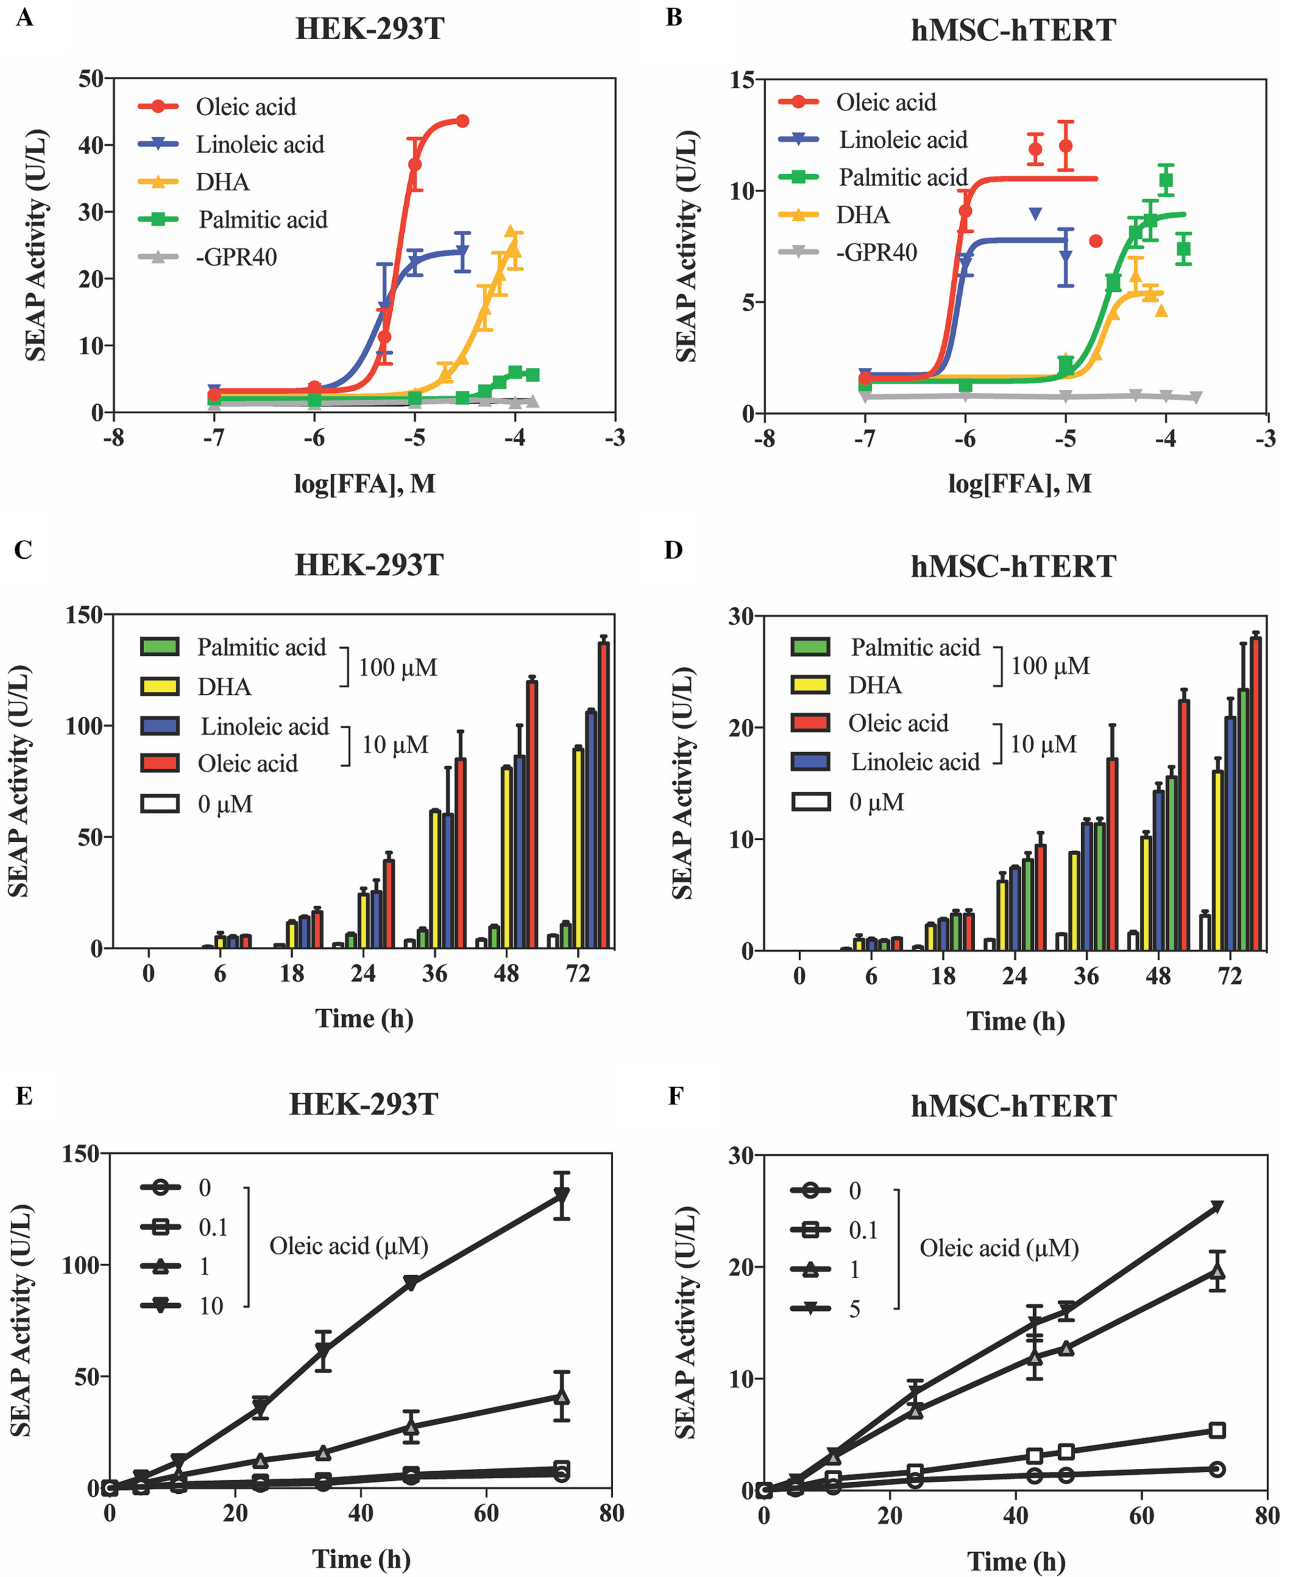 A
HEK-293T
SEAP Activity (U/L)
50
40
30
20
10
0
Oleic acid
Linoleic acid
DHA
Palmitic acid
-GPR40
-8 -7 -6 -5 -4 -3
log[FFA], M
B
hMSC-hTERT
SEAP Activity (U/L)
15
10
5
0
Oleic acid
Linoleic acid
Palmitic acid
DHA
-GPR40
-8 -7 -6 -5 -4 -3
log[FFA], M
C
HEK-293T
SEAP Activity (U/L)
150
100
50
0
Palmitic acid
DHA
100 µM
Linoleic acid
Oleic acid
10 µM
0 µM
0 6 18 24 36 48 72
Time (h)
D
hMSC-hTERT
SEAP Activity (U/L)
30
20
10
0
Palmitic acid
DHA
100 µM
Oleic acid
Linoleic acid
10 µM
0 µM
0 6 18 24 36 48 72
Time (h)
E
HEK-293T
SEAP Activity (U/L)
150
100
50
0
0
0.1
1
10
Oleic acid (µM)
0 20 40 60 80
Time (h)
F
hMSC-hTERT
SEAP Activity (U/L)
30
20
10
0
0
0.1
1
5
Oleic acid (µM)
0 20 40 60 80
Time (h)